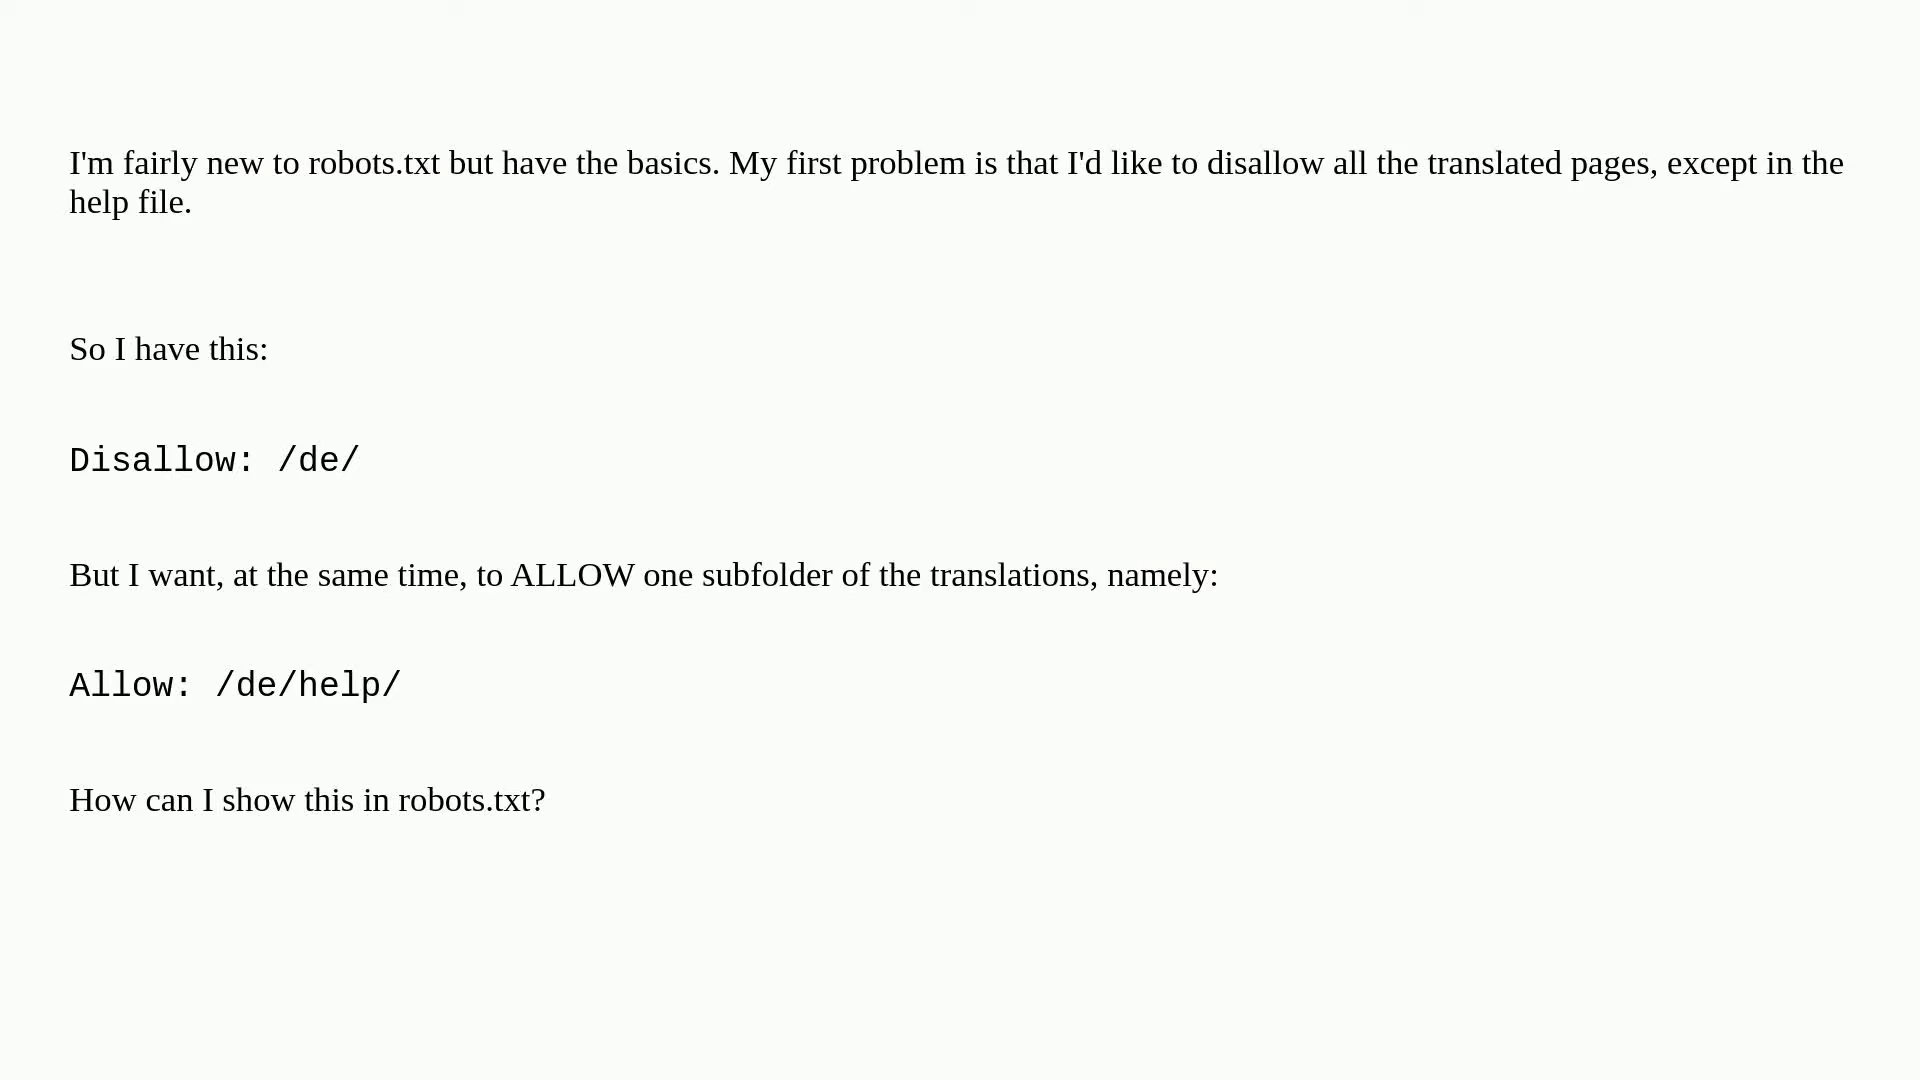 I'm fairly new to robots.txt but have the basics. My first problem is that I'd like to disallow all the translated pages, except in the
help file.
So I have this:
Disallow: /de/
But I want, at the same time, to ALLOW one subfolder of the translations, namely:
Allow: /de/help/
How can I show this in robots.txt?